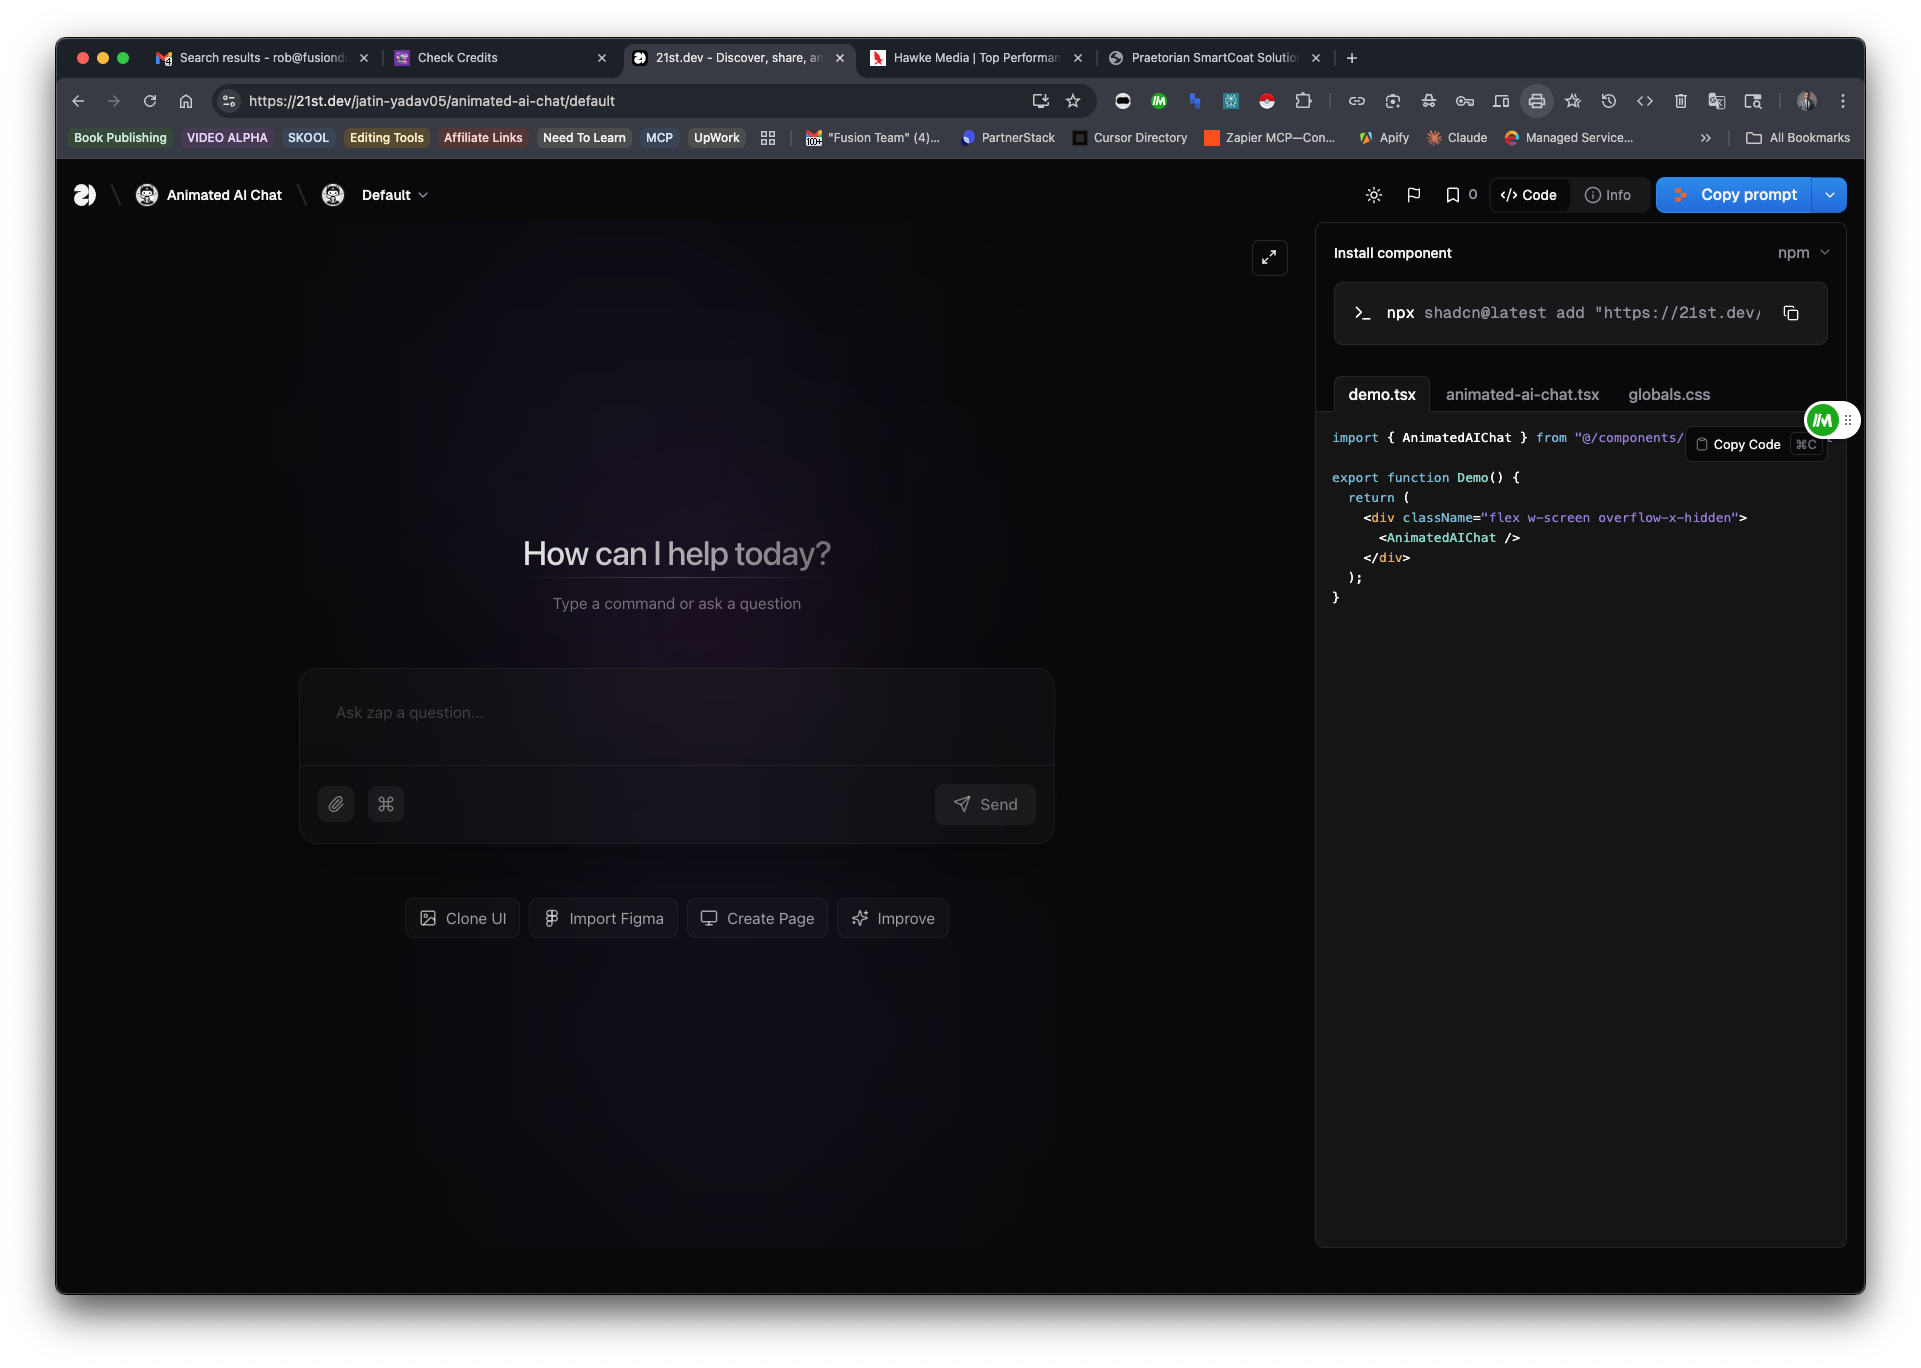 Search results - rob@fusiond
Check Credits
21st.dev - Discover, share, an
Hawke Media | Top Performan
Praetorian SmartCoat Solutio
https://21st.dev/jatin-yadav05/animated-ai-chat/default
Book Publishing
VIDEO ALPHA
SKOOL
Editing Tools
Affiliate Links
Need To Learn
MCP
UpWork
"Fusion Team" (4)...
PartnerStack
Cursor Directory
Zapier MCP—Con...
Apify
Claude
Managed Service...
All Bookmarks
Animated AI Chat
Default
0
Code
Info
Copy prompt
Install component
npm
npx shadcn@latest add "https://21st.dev/
demo.tsx
animated-ai-chat.tsx
globals.css
import { AnimatedAIChat } from "@/components/
Copy Code ⌘C
export function Demo() {
return (
<div className="flex w-screen overflow-x-hidden">
<AnimatedAIChat />
</div>
);
}
How can I help today?
Type a command or ask a question
Ask zap a question...
Send
Clone UI
Import Figma
Create Page
Improve